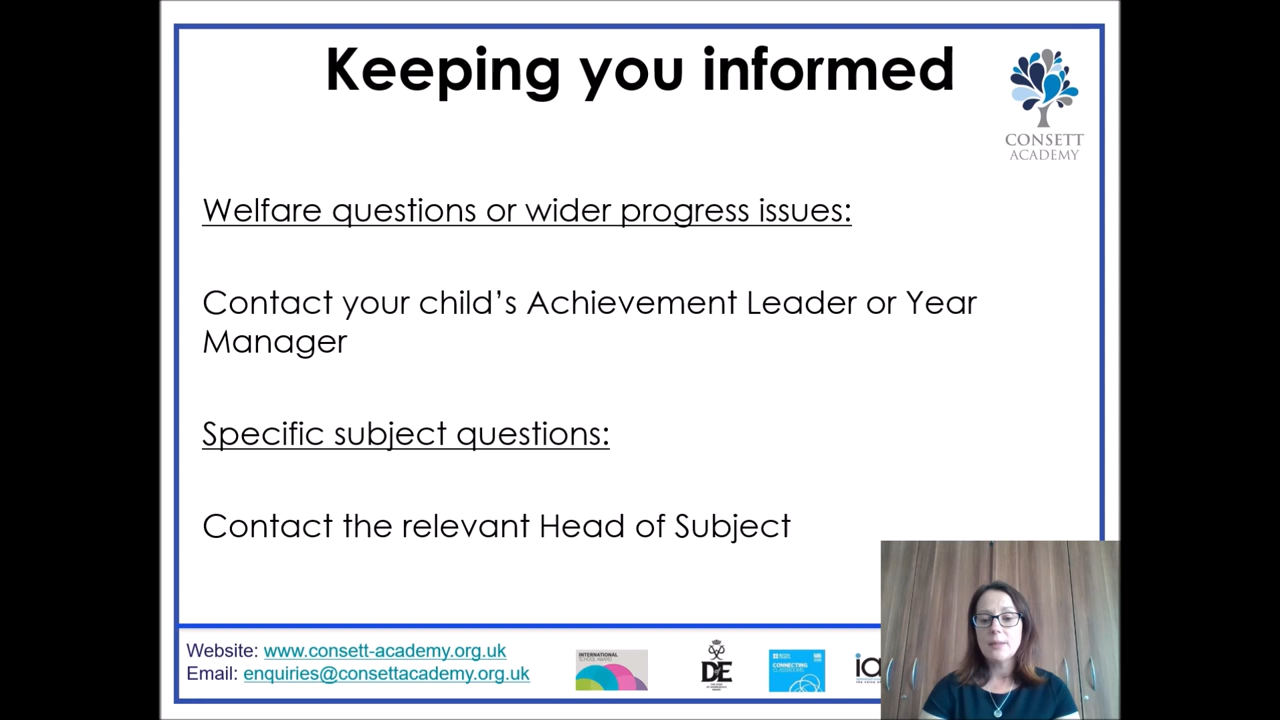 Keeping you informed
CONSETT
ACADEMY
Welfare questions or wider progress issues:
Contact your child's Achievement Leader or Year
Manager
Specific subject questions:
Contact the relevant Head of Subject
Website: www.consett-academy.org.uk
Email: enquiries@consettacademy.org.uk
INTERNATIONAL
SCHOOL AWARD
DE
CONNECTING
CLASSROOMS